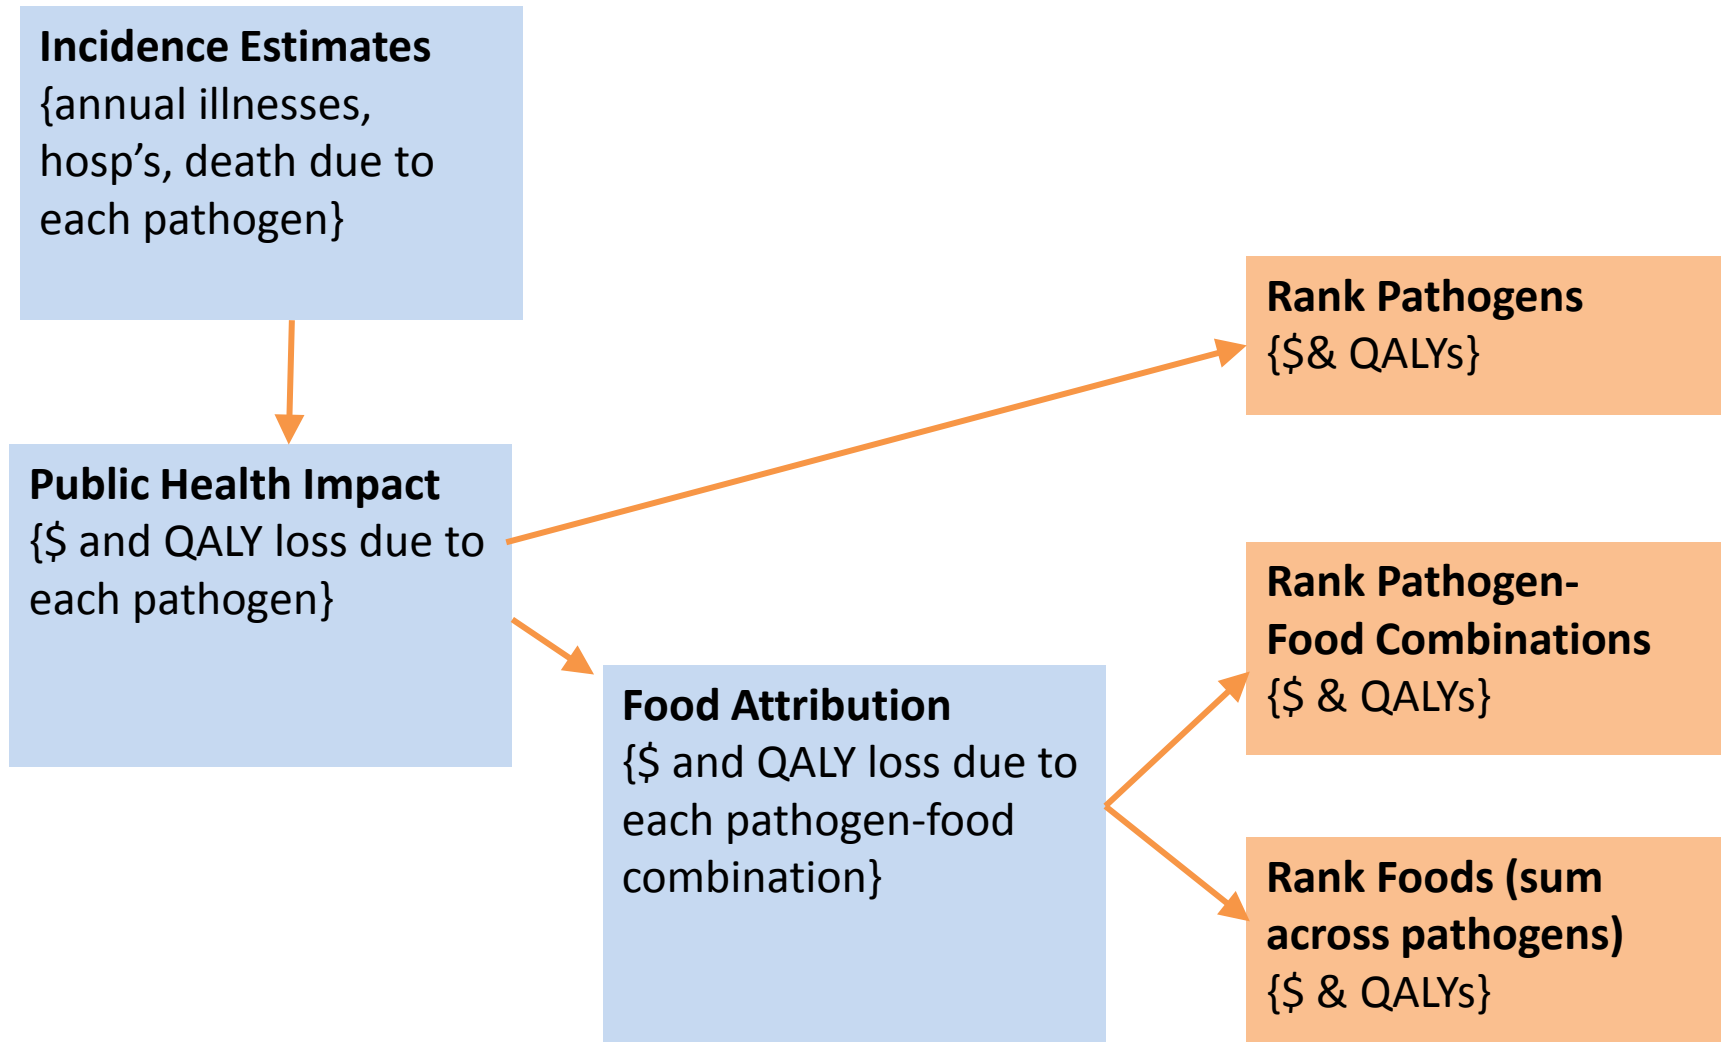 Incidence Estimates
{annual illnesses,
hosp’s, death due to
each pathogen}
Public Health Impact
{$ and QALY loss due to
each pathogen}
Food Attribution
{$ and QALY loss due to
each pathogen-food
combination}
Rank Pathogens
{$& QALYs}
Rank Pathogen-
Food Combinations
{$ & QALYs}
Rank Foods (sum
across pathogens)
{$ & QALYs}